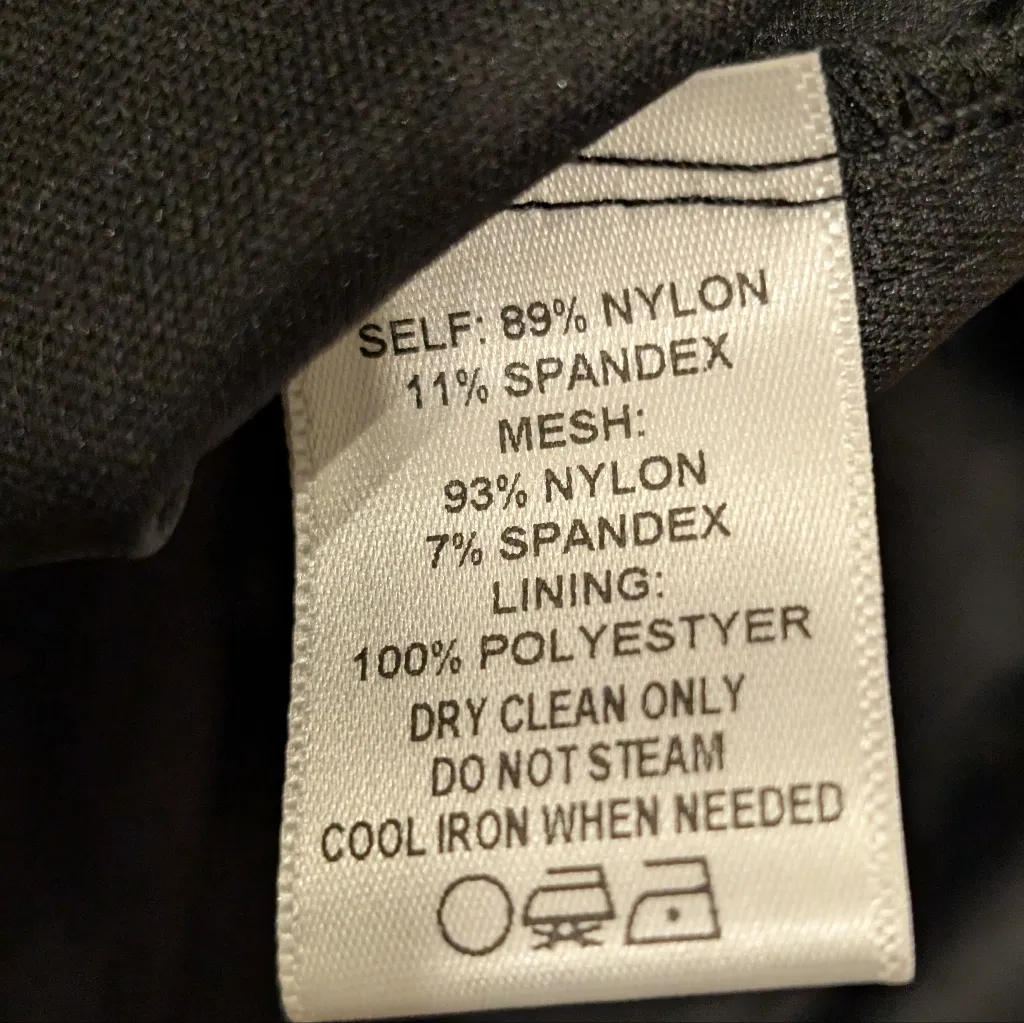 SELF: 89% NYLON
11% SPANDEX
MESH:
93% NYLON
7% SPANDEX
LINING:
100% POLYESTYER
DRY CLEAN ONLY
DO NOT STEAM
COOL IRON WHEN NEEDED